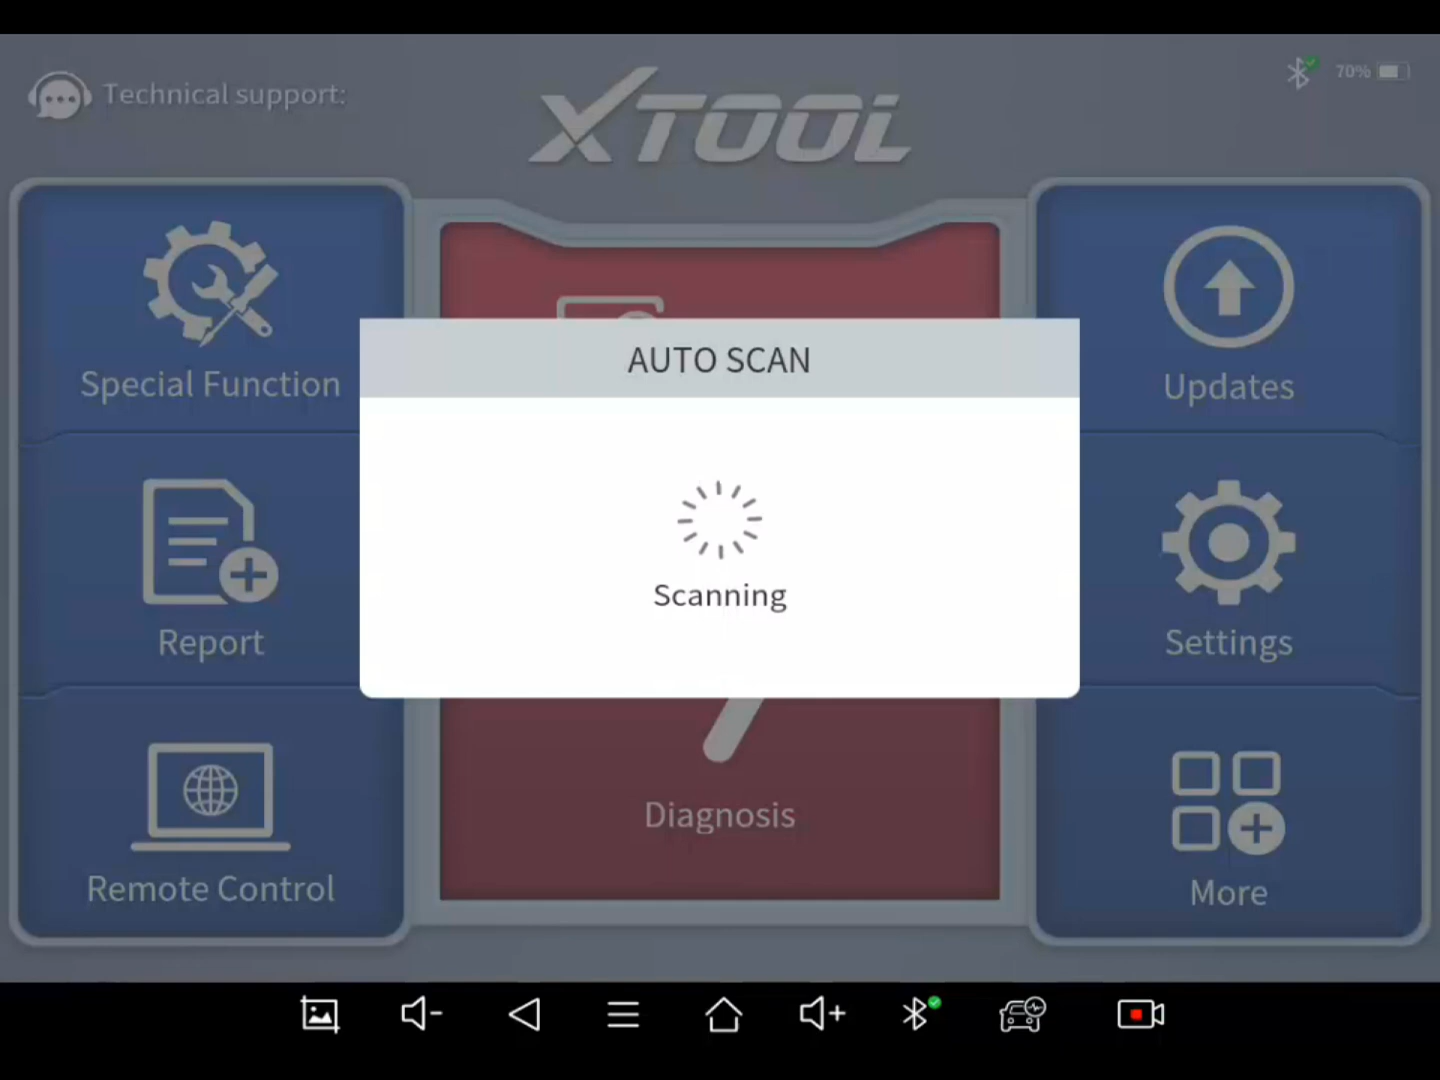 Technical support:
XTOOL
70%
Special Function
Updates
AUTO SCAN
Scanning
Report
Settings
Diagnosis
Remote Control
More